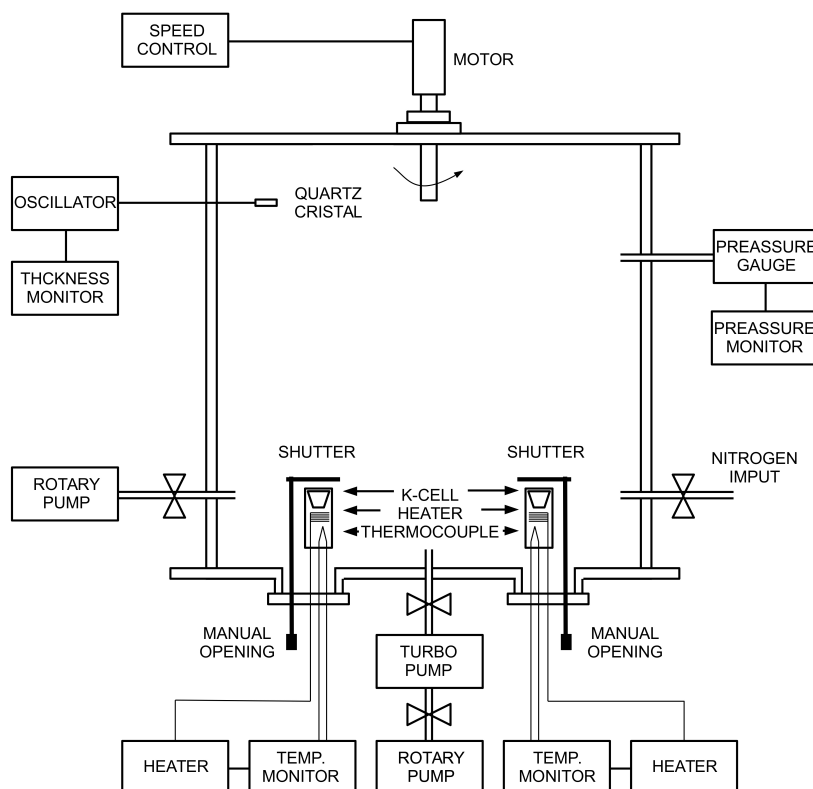 SPEED
CONTROL
MOTOR
OSCILLATOR
QUARTZ
CRISTAL
PREASSURE
GAUGE
THCKNESS
MONITOR
PREASSURE
MONITOR
SHUTTER
SHUTTER
ROTARY
PUMP
NITROGEN
IMPUT
K-CELL
HEATER
THERMOCOUPLE
MANUAL
OPENING
TURBO
PUMP
MANUAL
OPENING
HEATER
TEMP.
MONITOR
ROTARY
PUMP
TEMP.
MONITOR
HEATER